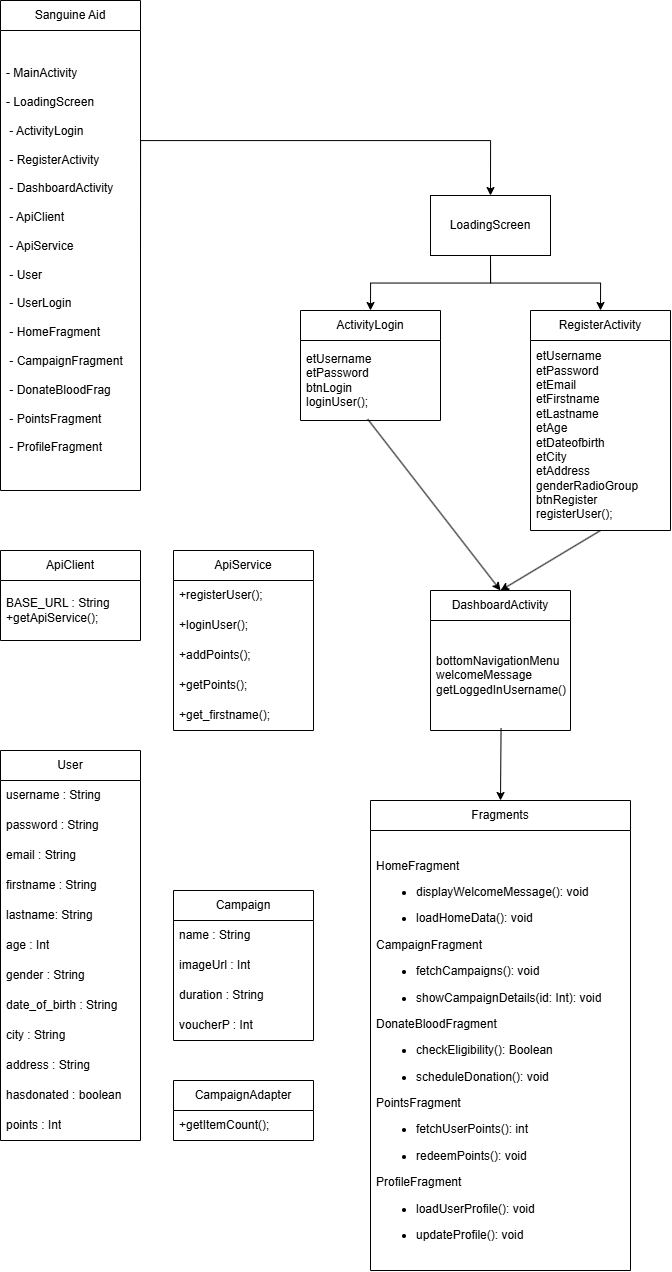 Sanguine Aid
- MainActivity
- LoadingScreen
- ActivityLogin
- RegisterActivity
- DashboardActivity
- ApiClient
- ApiService
- User
- UserLogin
- HomeFragment
- CampaignFragment
- DonateBloodFrag
- PointsFragment
- ProfileFragment
LoadingScreen
ActivityLogin
etUsername
etPassword
btnLogin
loginUser();
RegisterActivity
etUsername
etPassword
etEmail
etFirstname
etLastname
etAge
etDateofbirth
etCity
etAddress
genderRadioGroup
btnRegister
registerUser();
ApiClient
BASE_URL : String
+getApiService();
ApiService
+registerUser();
+loginUser();
+addPoints();
+getPoints();
+get_firstname();
DashboardActivity
bottomNavigationMenu
welcomeMessage
getLoggedInUsername()
User
username : String
password : String
email : String
firstname : String
lastname: String
age : Int
gender : String
date_of_birth : String
city : String
address : String
hasdonated : boolean
points : Int
Campaign
name : String
imageUrl : Int
duration : String
voucherP : Int
CampaignAdapter
+getItemCount();
Fragments
HomeFragment
• displayWelcomeMessage(): void
• loadHomeData(): void
CampaignFragment
• fetchCampaigns(): void
• showCampaignDetails(id: Int): void
DonateBloodFragment
• checkEligibility(): Boolean
• scheduleDonation(): void
PointsFragment
• fetchUserPoints(): int
• redeemPoints(): void
ProfileFragment
• loadUserProfile(): void
• updateProfile(): void